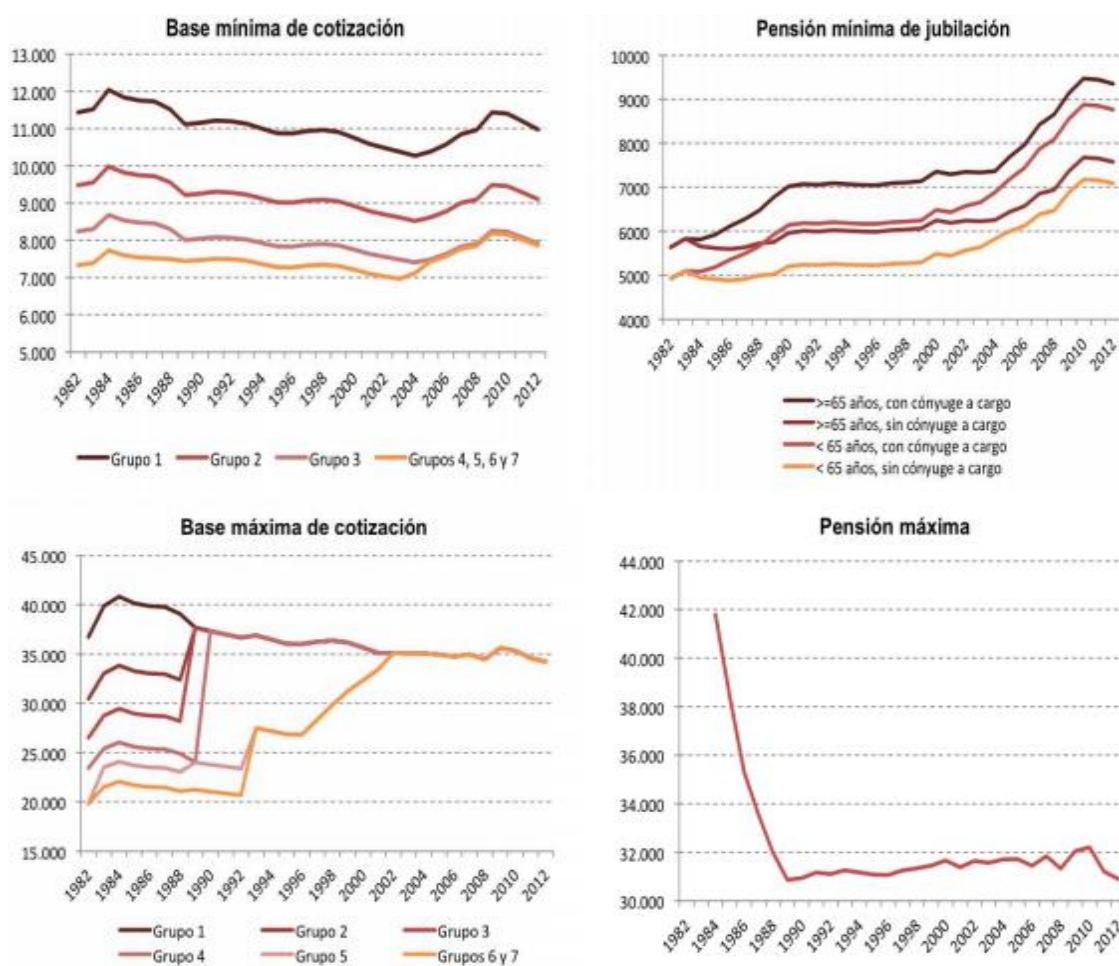 Base mínima de cotización
13.000
12.000
11.000
10.000
9.000
8.000
7.000
6.000
5.000
1982 1984 1986 1988 1990 1992 1994 1996 1998 2000 2002 2004 2006 2008 2010 2012
Grupo 1 Grupo 2 Grupo 3 Grupos 4, 5, 6 y 7
Pensión mínima de jubilación
10000
9000
8000
7000
6000
5000
4000
1982 1984 1986 1988 1990 1992 1994 1996 1998 2000 2002 2004 2006 2008 2010 2012
>=65 años, con cónyuge a cargo
>=65 años, sin cónyuge a cargo
< 65 años, con cónyuge a cargo
< 65 años, sin cónyuge a cargo
Base máxima de cotización
45.000
40.000
35.000
30.000
25.000
20.000
15.000
1982 1984 1986 1988 1990 1992 1994 1996 1998 2000 2002 2004 2006 2008 2010 2012
Grupo 1 Grupo 2 Grupo 3
Grupo 4 Grupo 5 Grupos 6 y 7
Pensión máxima
44.000
42.000
40.000
38.000
36.000
34.000
32.000
30.000
1982 1984 1986 1988 1990 1992 1994 1996 1998 2000 2002 2004 2006 2008 2010 2012